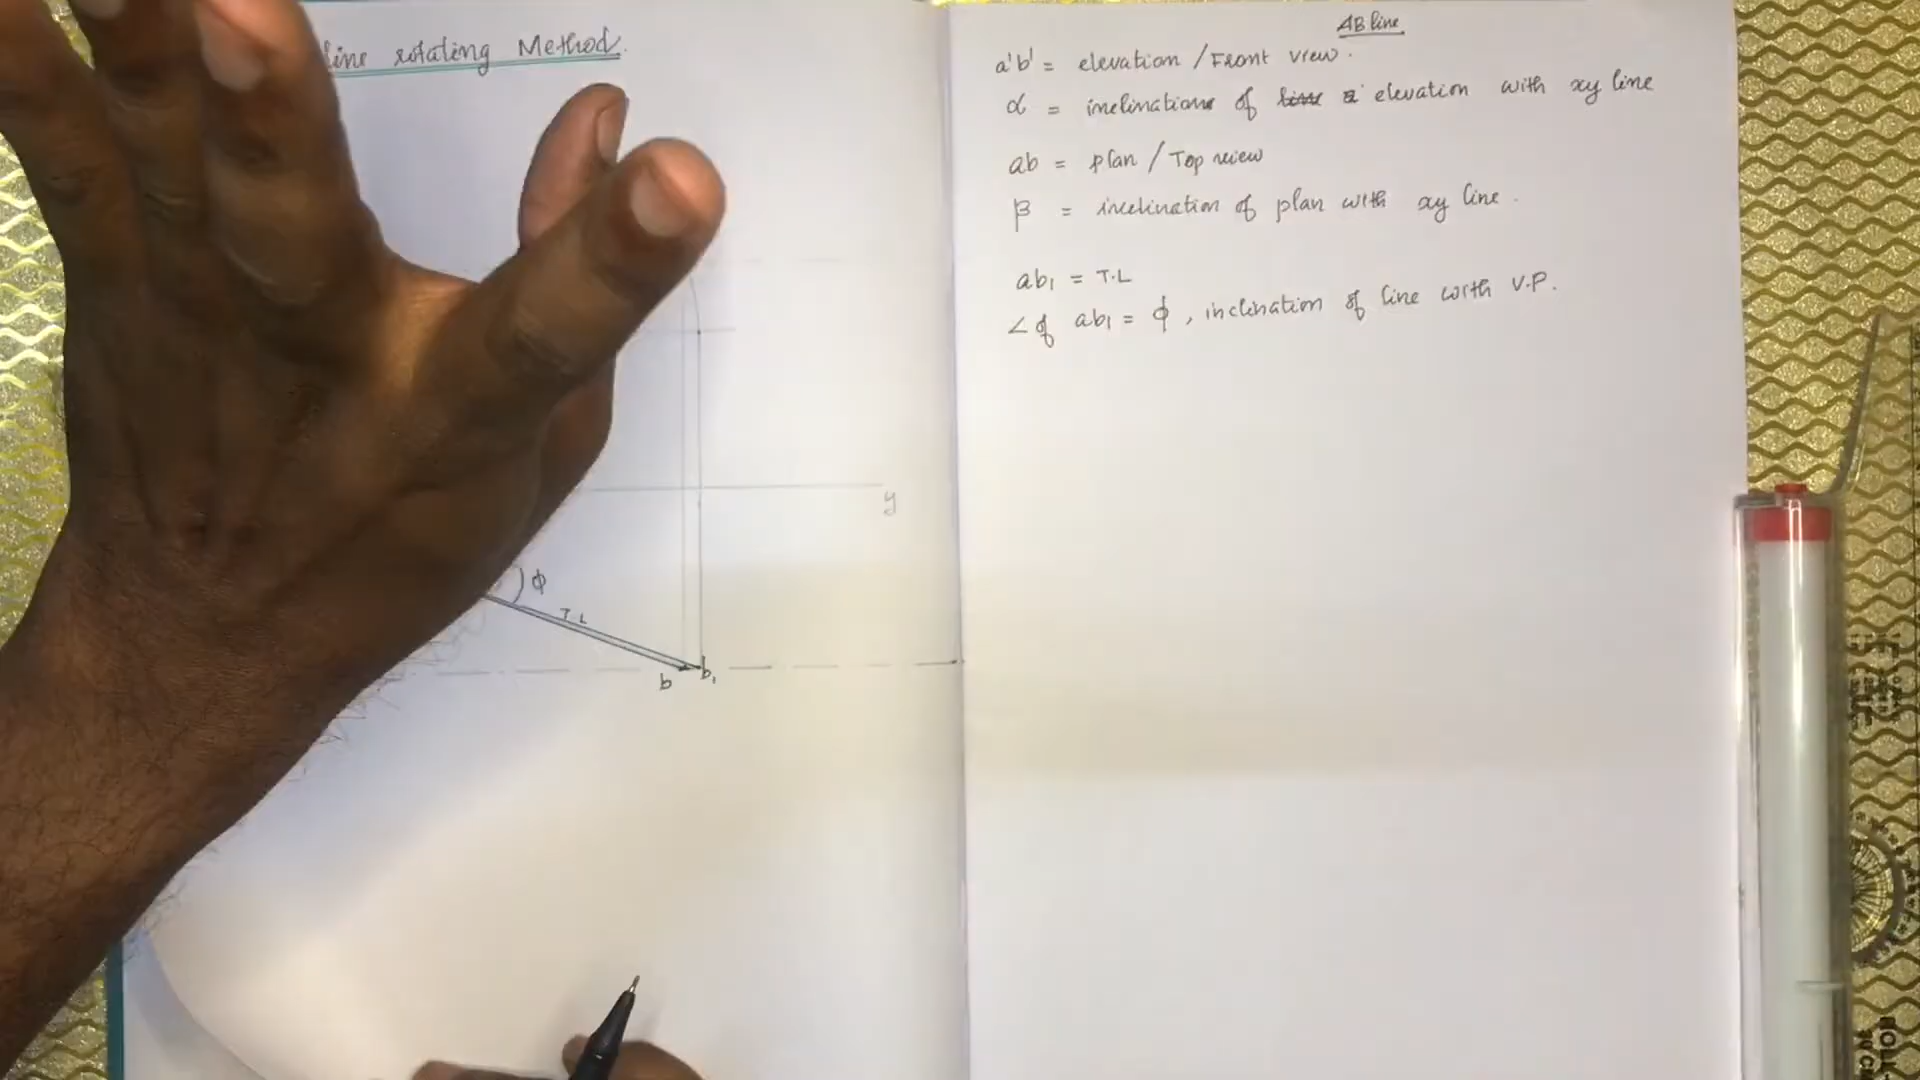 line rotating Method.
y
ϕ
T.L
b
b₁
AB line
a'b' = elevation / Front view.
α = inclination of elevation with xy line
ab = plan / Top view
β = inclination of plan with xy line.
ab₁ = T.L
∠ of ab₁ = ϕ, inclination of line with V.P.